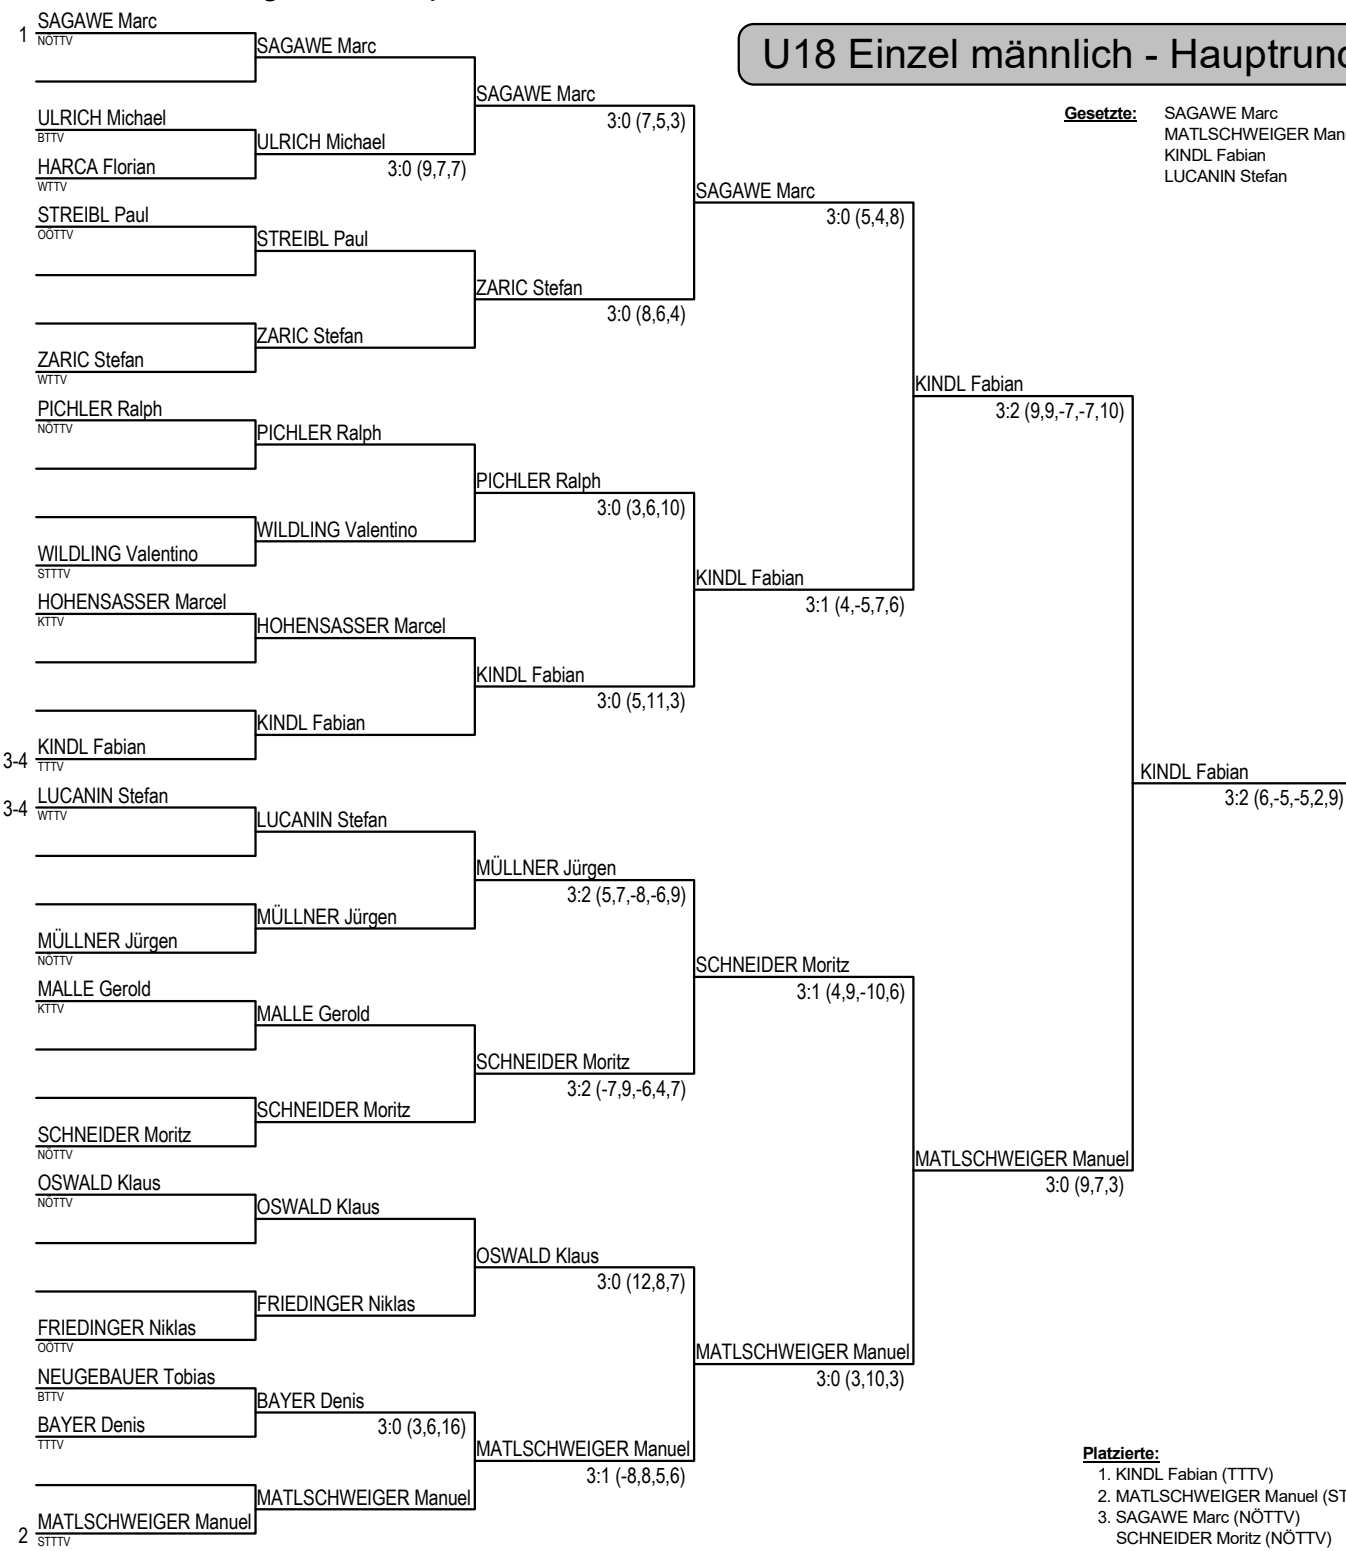 1
SAGAWE Marc
NÖTTV
ULRICH Michael
BTTV
HARCA Florian
WTTV
STREIBL Paul
OÖTTV
ZARIC Stefan
WTTV
PICHLER Ralph
NÖTTV
WILDLING Valentino
STTTV
HOHENSASSER Marcel
KTTV
3-4
KINDL Fabian
TTTV
3-4
LUCANIN Stefan
WTTV
MÜLLNER Jürgen
NÖTTV
MALLE Gerold
KTTV
SCHNEIDER Moritz
NÖTTV
OSWALD Klaus
NÖTTV
FRIEDINGER Niklas
OÖTTV
NEUGEBAUER Tobias
BTTV
BAYER Denis
TTTV
2
MATLSCHWEIGER Manuel
STTTV
SAGAWE Marc
ULRICH Michael
3:0 (9,7,7)
STREIBL Paul
ZARIC Stefan
PICHLER Ralph
WILDLING Valentino
HOHENSASSER Marcel
KINDL Fabian
LUCANIN Stefan
MÜLLNER Jürgen
MALLE Gerold
SCHNEIDER Moritz
OSWALD Klaus
FRIEDINGER Niklas
BAYER Denis
3:0 (3,6,16)
MATLSCHWEIGER Manuel
SAGAWE Marc
3:0 (7,5,3)
ZARIC Stefan
3:0 (8,6,4)
PICHLER Ralph
3:0 (3,6,10)
KINDL Fabian
3:0 (5,11,3)
MÜLLNER Jürgen
3:2 (5,7,-8,-6,9)
SCHNEIDER Moritz
3:2 (-7,9,-6,4,7)
OSWALD Klaus
3:0 (12,8,7)
MATLSCHWEIGER Manuel
3:1 (-8,8,5,6)
SAGAWE Marc
3:0 (5,4,8)
KINDL Fabian
3:1 (4,-5,7,6)
SCHNEIDER Moritz
3:1 (4,9,-10,6)
MATLSCHWEIGER Manuel
3:0 (3,10,3)
KINDL Fabian
3:2 (9,9,-7,-7,10)
MATLSCHWEIGER Manuel
3:0 (9,7,3)
KINDL Fabian
3:2 (6,-5,-5,2,9)
U18 Einzel männlich - Hauptrund
Gesetzte: SAGAWE Marc
MATLSCHWEIGER Man
KINDL Fabian
LUCANIN Stefan
Platzierte:
1. KINDL Fabian (TTTV)
2. MATLSCHWEIGER Manuel (ST
3. SAGAWE Marc (NÖTTV)
SCHNEIDER Moritz (NÖTTV)